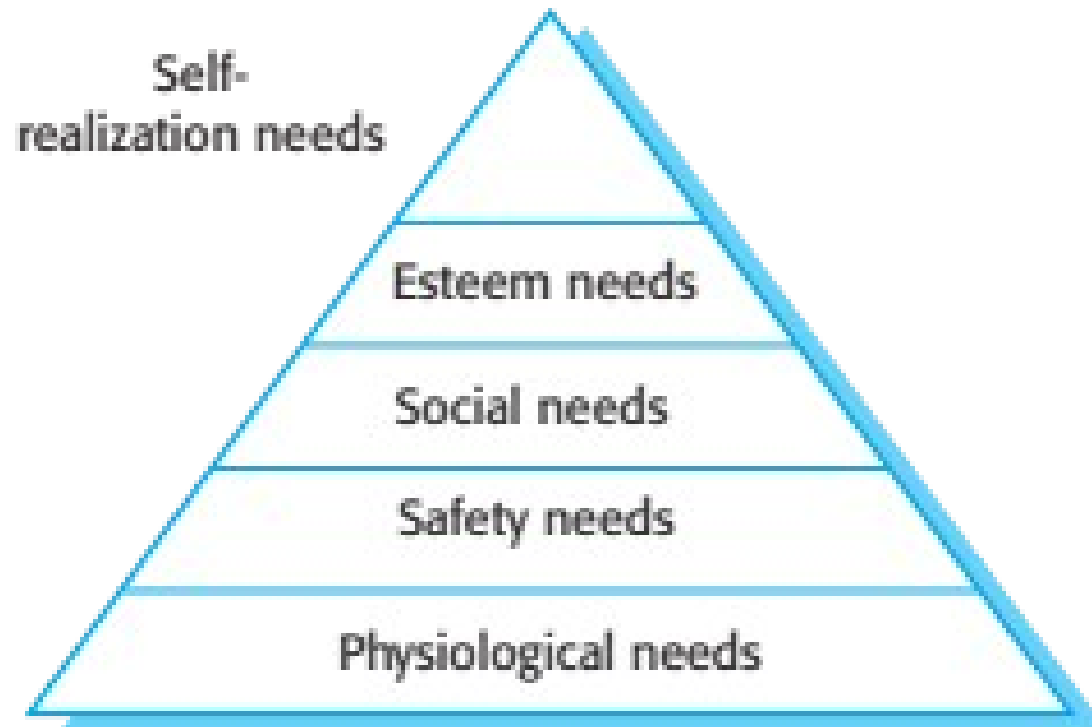 Self-
realization needs
Esteem needs
Social needs
Safety needs
Physiological needs